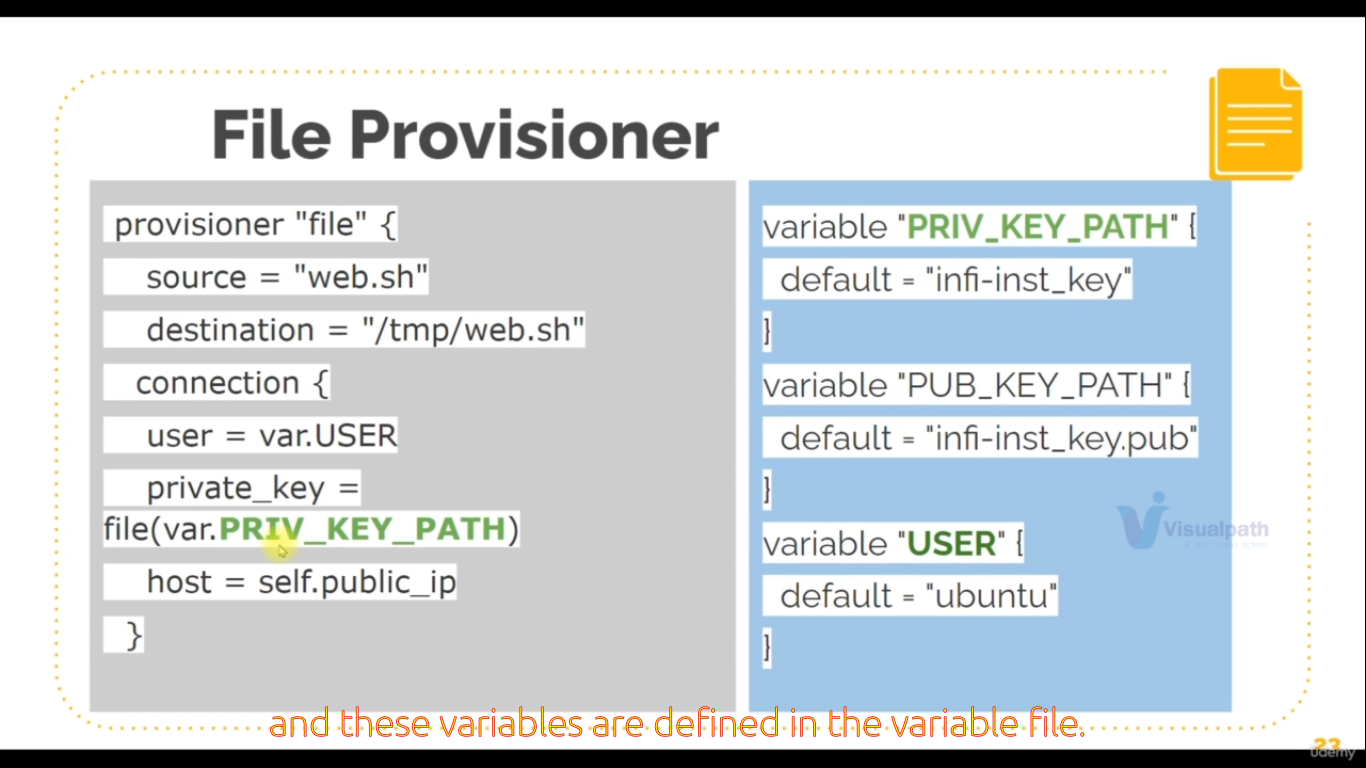 File Provisioner
provisioner "file" {
source = "web.sh"
destination = "/tmp/web.sh"
connection {
user = var.USER
private_key =
file(var.PRIV_KEY_PATH)
host = self.public_ip
}
variable "PRIV_KEY_PATH" {
default = "infi-inst_key"
}
variable "PUB_KEY_PATH" {
default = "infi-inst_key.pub"
}
variable "USER" {
default = "ubuntu"
}
Visualpath
and these variables are defined in the variable file.
23
udemy